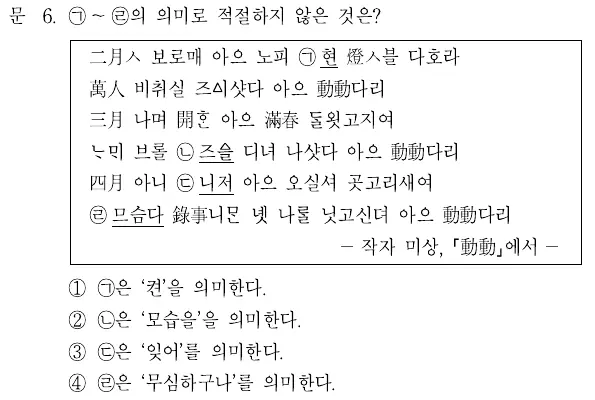 문 6. ㉠ ~ ㉣의 의미로 적절하지 않은 것은?
二月ㅅ 보로매 아으 노피 ㉠ 현 燈ㅅ블 다호라
萬人 비취실 즈ᅀᅵ샷다 아으 動動다리
三月 나며 開ᄒᆞᆫ 아으 滿春 ᄃᆞᆯ욋고지여
ᄂᆞᄆᆡ 브롤 ㉡ 즈슬 디녀 나샷다 아으 動動다리
四月 아니 ㉢ 니저 아으 오실셔 곳고리새여
㉣ 므슴다 錄事니ᄆᆞᆫ 녯 나ᄅᆞᆯ 닛고신뎌 아으 動動다리
- 작자 미상, 「動動」에서 -
① ㉠은 ‘켠’을 의미한다.
② ㉡은 ‘모습을’을 의미한다.
③ ㉢은 ‘잊어’를 의미한다.
④ ㉣은 ‘무심하구나’를 의미한다.